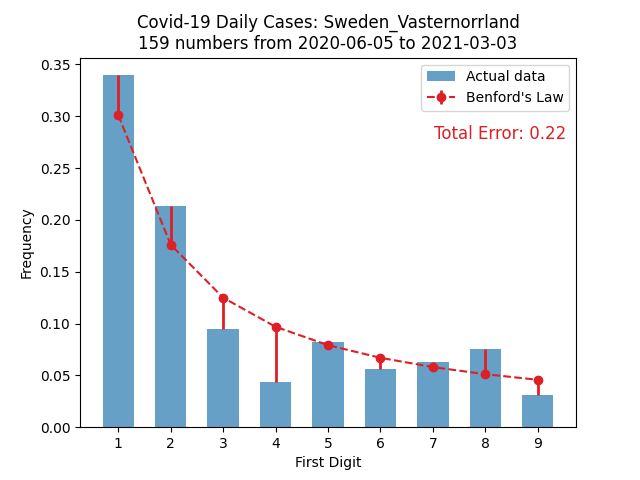 Covid-19 Daily Cases: Sweden_Vasternorrland
159 numbers from 2020-06-05 to 2021-03-03
Actual data
Benford's Law
Total Error: 0.22
Frequency
0.35
0.30
0.25
0.20
0.15
0.10
0.05
0.00
1 2 3 4 5 6 7 8 9
First Digit